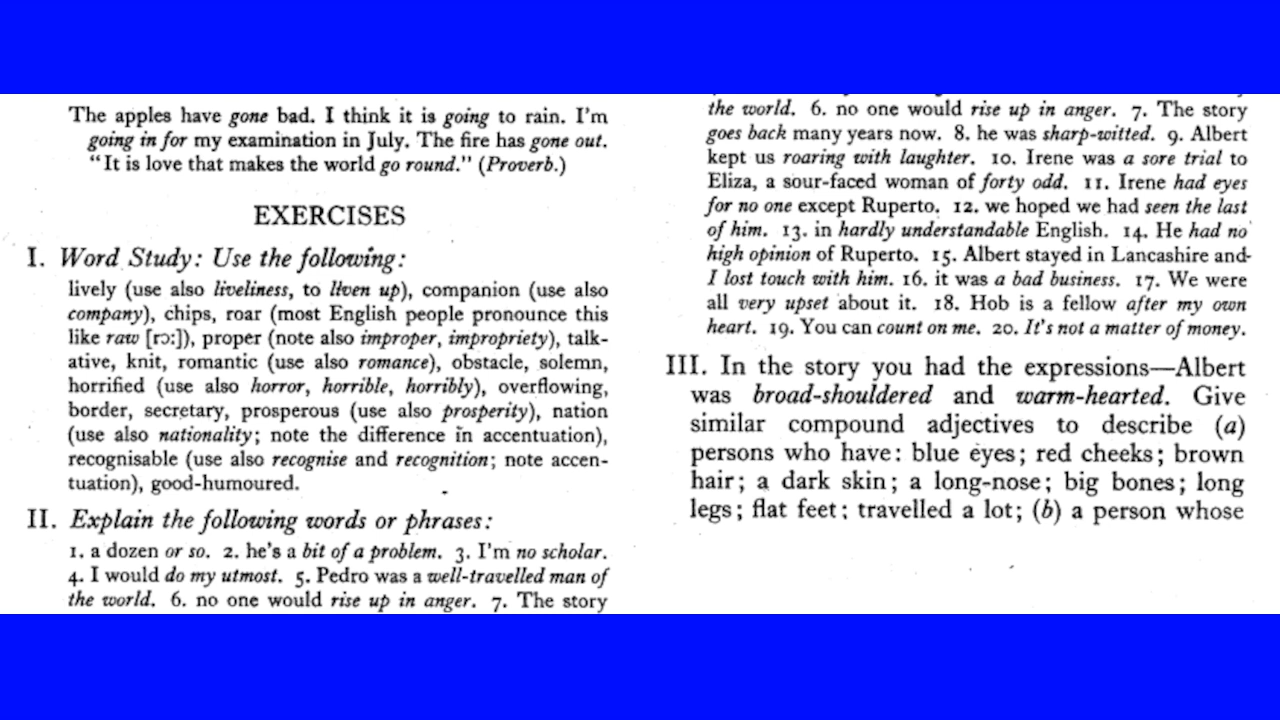 The apples have gone bad. I think it is going to rain. I'm
going in for my examination in July. The fire has gone out.
"It is love that makes the world go round." (Proverb.)
EXERCISES
I. Word Study: Use the following:
lively (use also liveliness, to liven up), companion (use also
company), chips, roar (most English people pronounce this
like raw [rɔ:]), proper (note also improper, impropriety), talk-
ative, knit, romantic (use also romance), obstacle, solemn,
horrified (use also horror, horrible, horribly), overflowing,
border, secretary, prosperous (use also prosperity), nation
(use also nationality; note the difference in accentuation),
recognisable (use also recognise and recognition; note accen-
tuation), good-humoured.
II. Explain the following words or phrases:
1. a dozen or so. 2. he's a bit of a problem. 3. I'm no scholar.
4. I would do my utmost. 5. Pedro was a well-travelled man of
the world. 6. no one would rise up in anger. 7. The story
the world. 6. no one would rise up in anger. 7. The story
goes back many years now. 8. he was sharp-witted. 9. Albert
kept us roaring with laughter. 10. Irene was a sore trial to
Eliza, a sour-faced woman of forty odd. 11. Irene had eyes
for no one except Ruperto. 12. we hoped we had seen the last
of him. 13. in hardly understandable English. 14. He had no
high opinion of Ruperto. 15. Albert stayed in Lancashire and
I lost touch with him. 16. it was a bad business. 17. We were
all very upset about it. 18. Hob is a fellow after my own
heart. 19. You can count on me. 20. It's not a matter of money.
III. In the story you had the expressions—Albert
was broad-shouldered and warm-hearted. Give
similar compound adjectives to describe (a)
persons who have: blue eyes; red cheeks; brown
hair; a dark skin; a long-nose; big bones; long
legs; flat feet; travelled a lot; (b) a person whose